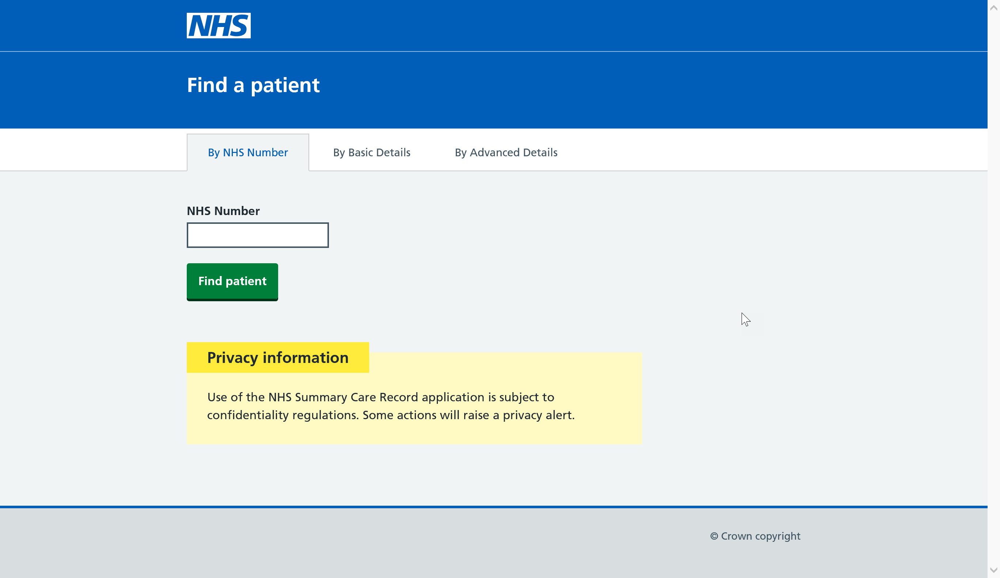 NHS
Find a patient
By NHS Number
By Basic Details
By Advanced Details
NHS Number
Find patient
Privacy information
Use of the NHS Summary Care Record application is subject to
confidentiality regulations. Some actions will raise a privacy alert.
© Crown copyright